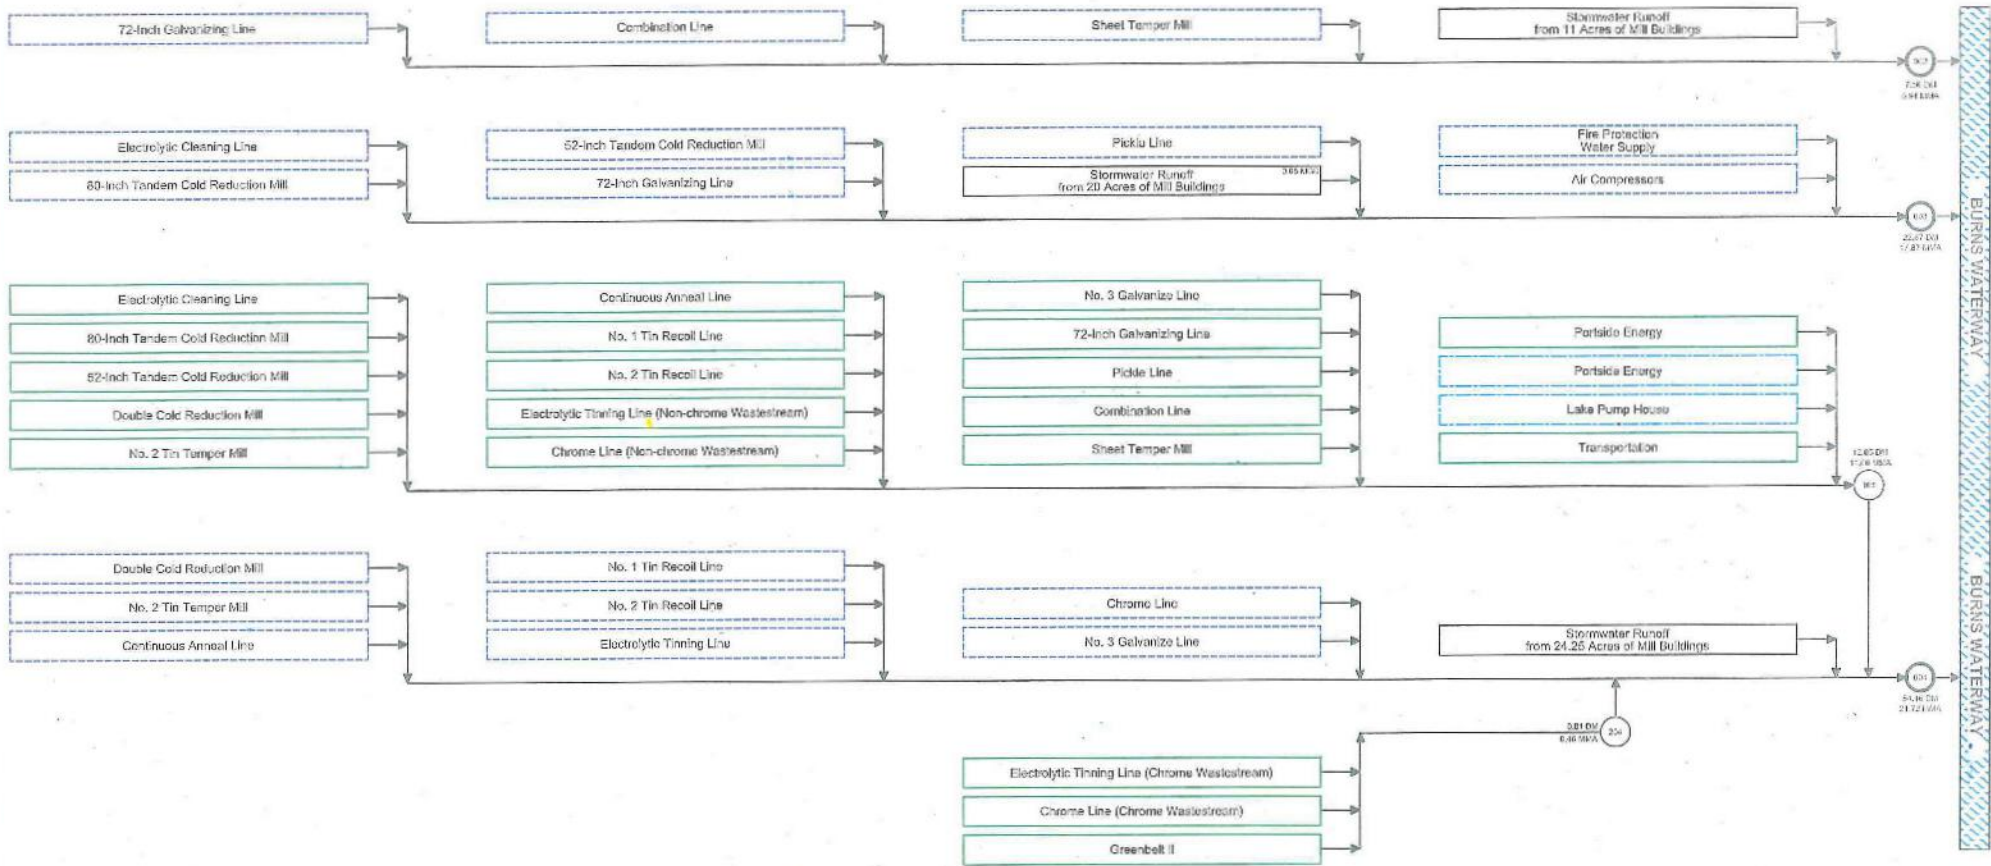 72-Inch Galvanizing Line
Combination Line
Sheet Temper Mill
Stormwater Runoff
from 11 Acres of Mill Buildings
Electrolytic Cleaning Line
80-Inch Tandem Cold Reduction Mill
52-Inch Tandem Cold Reduction Mill
72-Inch Galvanizing Line
Pickle Line
Stormwater Runoff
from 20 Acres of Mill Buildings
Fire Protection
Water Supply
Air Compressors
Electrolytic Cleaning Line
80-Inch Tandem Cold Reduction Mill
52-Inch Tandem Cold Reduction Mill
Double Cold Reduction Mill
No. 2 Tin Temper Mill
Continuous Anneal Line
No. 1 Tin Recoil Line
No. 2 Tin Recoil Line
Electrolytic Tinning Line (Non-chrome Wastestream)
Chrome Line (Non-chrome Wastestream)
No. 3 Galvanize Line
72-Inch Galvanizing Line
Pickle Line
Combination Line
Sheet Temper Mill
Portside Energy
Portside Energy
Lake Pump House
Transportation
Double Cold Reduction Mill
No. 2 Tin Temper Mill
Continuous Anneal Line
No. 1 Tin Recoil Line
No. 2 Tin Recoil Line
Electrolytic Tinning Line
Chrome Line
No. 3 Galvanize Line
Stormwater Runoff
from 24.25 Acres of Mill Buildings
204
Electrolytic Tinning Line (Chrome Wastestream)
Chrome Line (Chrome Wastestream)
Greenbelt II
BURNS WATERWAY
BURNS WATERWAY